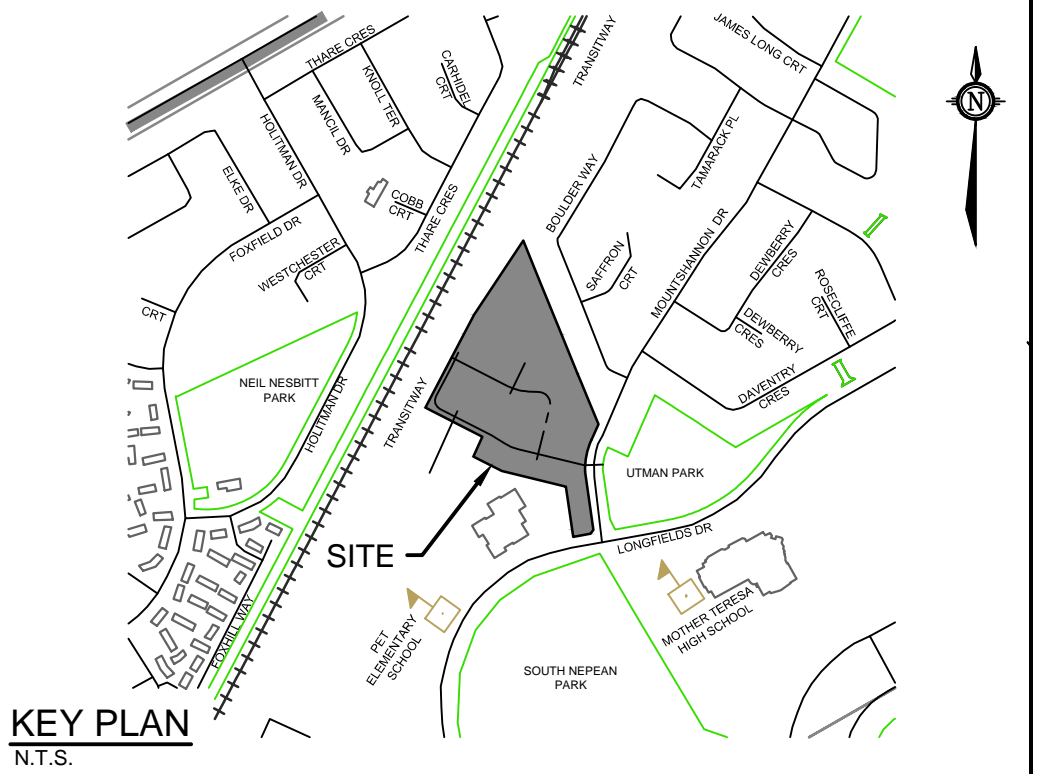 THARE CRES
TRANSITWAY
JAMES LONG CRT
CARHIDEL
CRT
KNOLL TER
MANCIL DR
HOLITMAN DR
N
TAMARACK PL
ELKE DR
BOULDER WAY
COBB
CRT
THARE CRES
FOXFIELD DR
WESTCHESTER
CRT
SAFFRON
CRT
MOUNTSHANNON DR
DEWBERRY
CRES
ROSECLIFFE
CRT
CRT
DEWBERRY
CRES
NEIL NESBITT
PARK
HOLITMAN DR
TRANSITWAY
DAVENTRY
CRES
UTMAN PARK
SITE
LONGFIELDS DR
FOXHILL WAY
PET
ELEMENTARY
SCHOOL
MOTHER TERESA
HIGH SCHOOL
SOUTH NEPEAN
PARK
KEY PLAN
N.T.S.